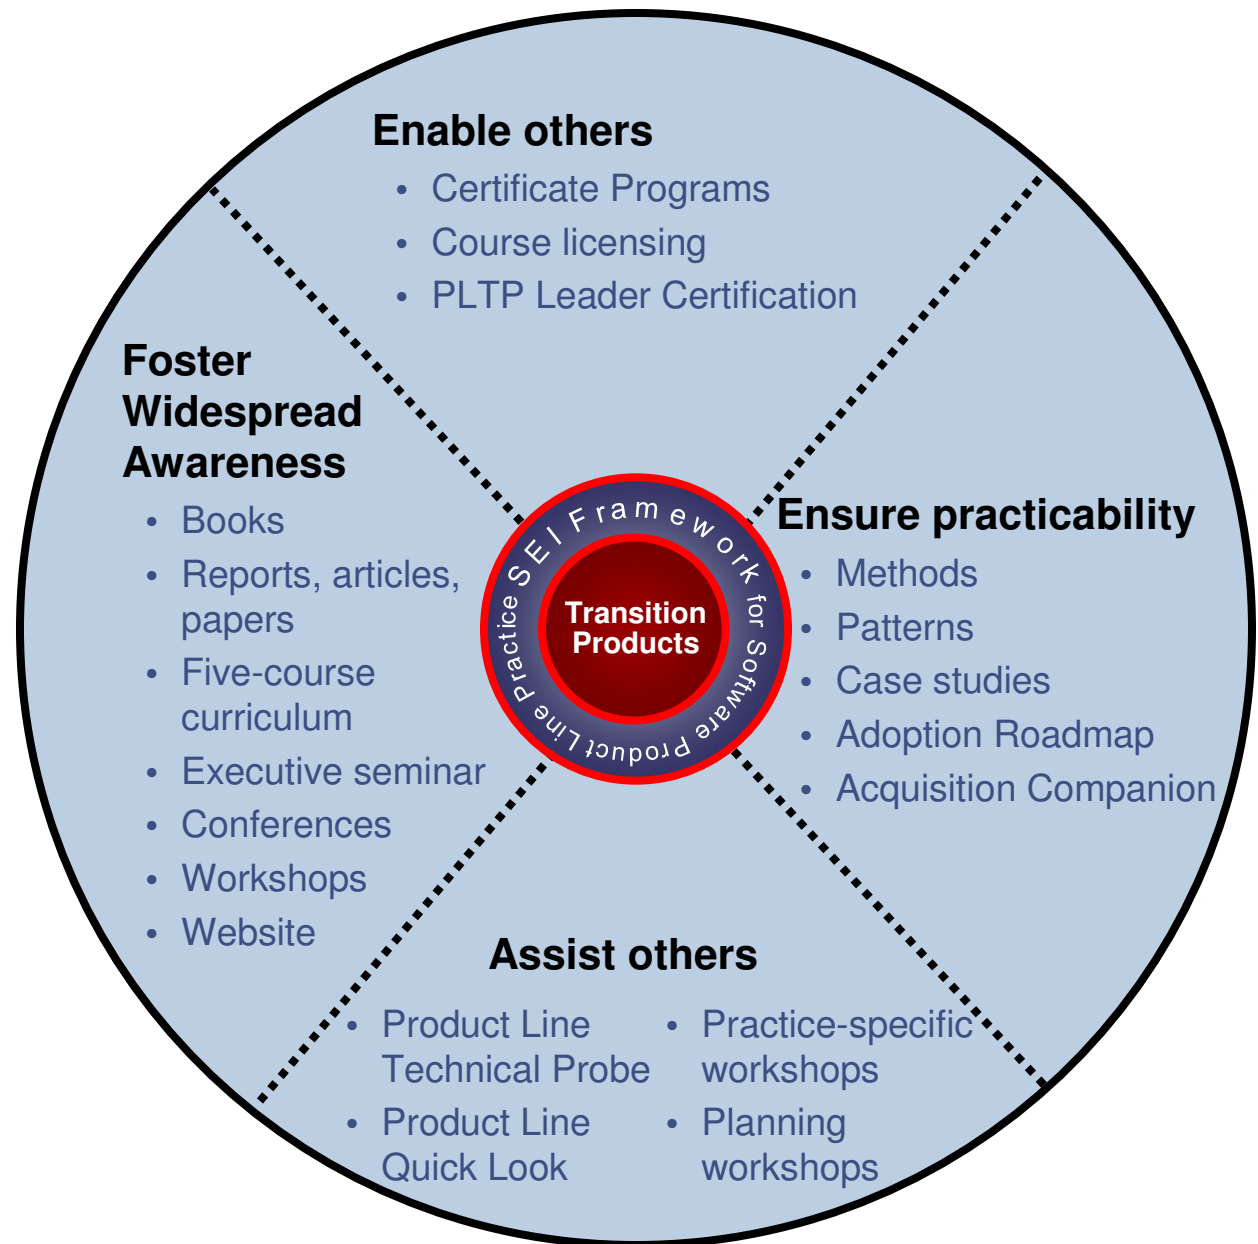 Enable others
• Certificate Programs
• Course licensing
• PLTP Leader Certification
Foster
Widespread
Awareness
• Books
• Reports, articles,
papers
• Five-course
curriculum
• Executive seminar
• Conferences
• Workshops
• Website
SEI Framework for Software Product Line Practice
Transition
Products
Ensure practicability
• Methods
• Patterns
• Case studies
• Adoption Roadmap
• Acquisition Companion
Assist others
• Product Line
Technical Probe
• Product Line
Quick Look
• Practice-specific
workshops
• Planning
workshops